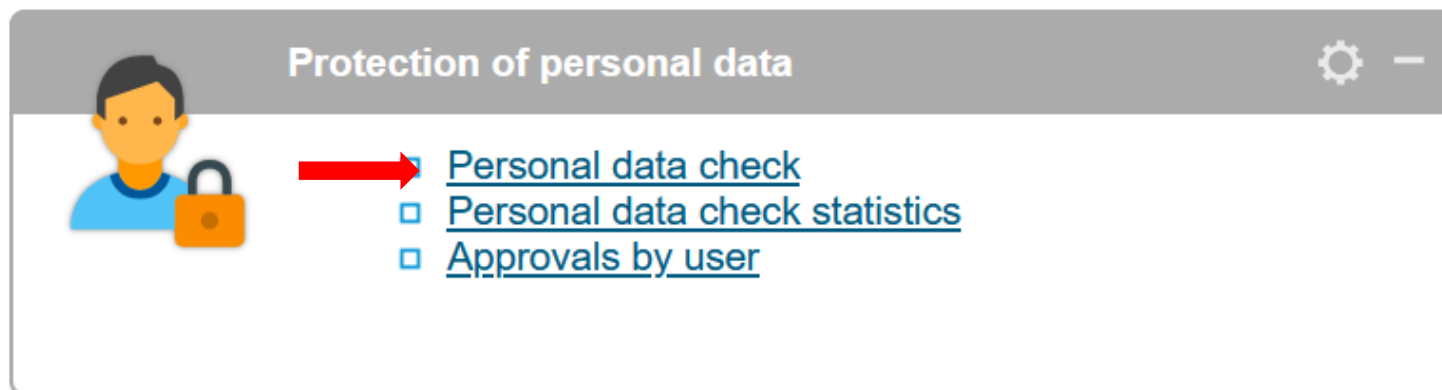 Protection of personal data
Personal data check
Personal data check statistics
Approvals by user